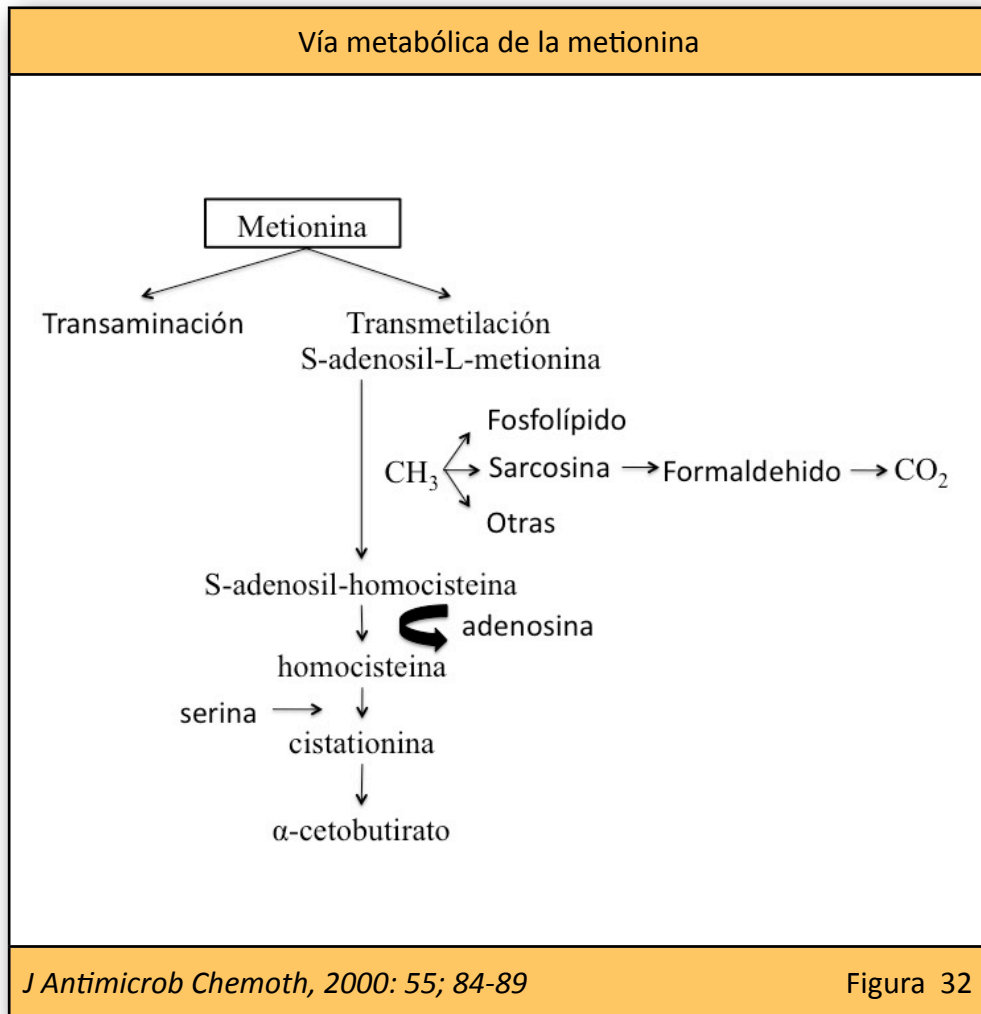 Vía metabólica de la metionina
Metionina
Transaminación
Transmetilación
S-adenosil-L-metionina
Fosfolípido
CH₃
Sarcosina
Formaldehido
CO₂
Otras
S-adenosil-homocisteina
adenosina
homocisteina
serina
cistationina
α-cetobutirato
J Antimicrob Chemoth, 2000: 55; 84-89
Figura 32